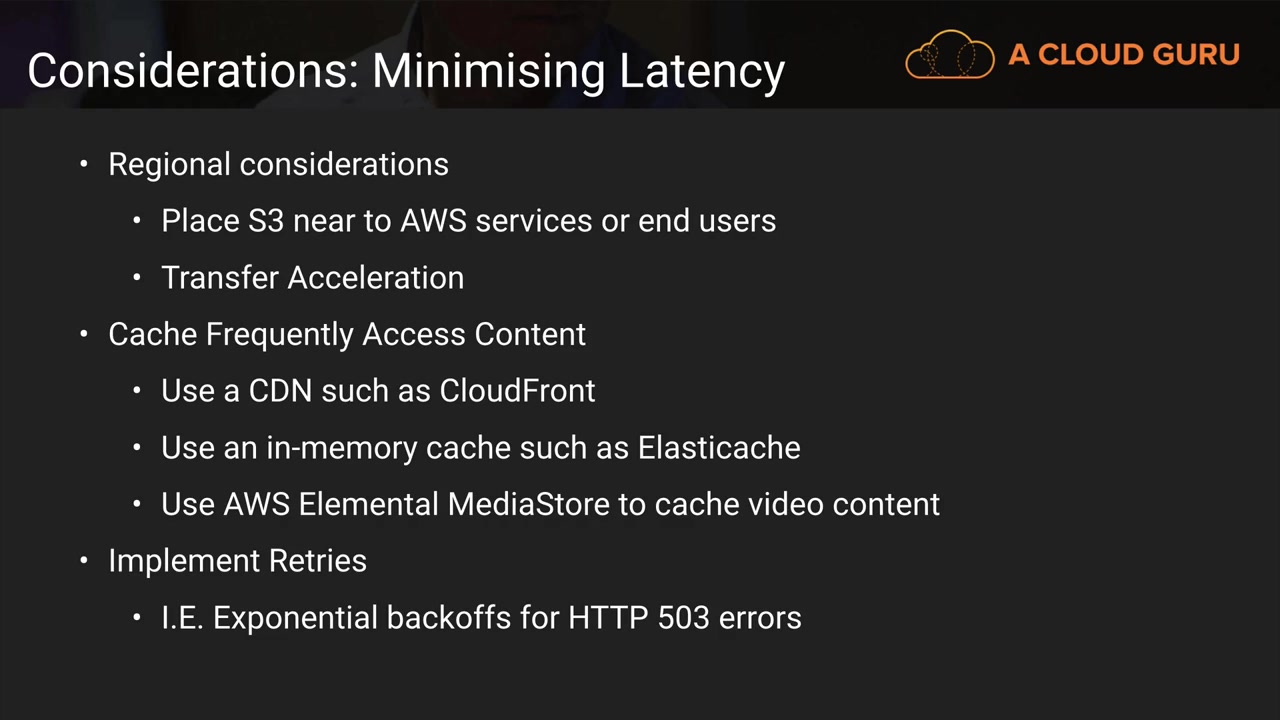 Considerations: Minimising Latency
A CLOUD GURU
• Regional considerations
• Place S3 near to AWS services or end users
• Transfer Acceleration
• Cache Frequently Access Content
• Use a CDN such as CloudFront
• Use an in-memory cache such as Elasticache
• Use AWS Elemental MediaStore to cache video content
• Implement Retries
• I.E. Exponential backoffs for HTTP 503 errors